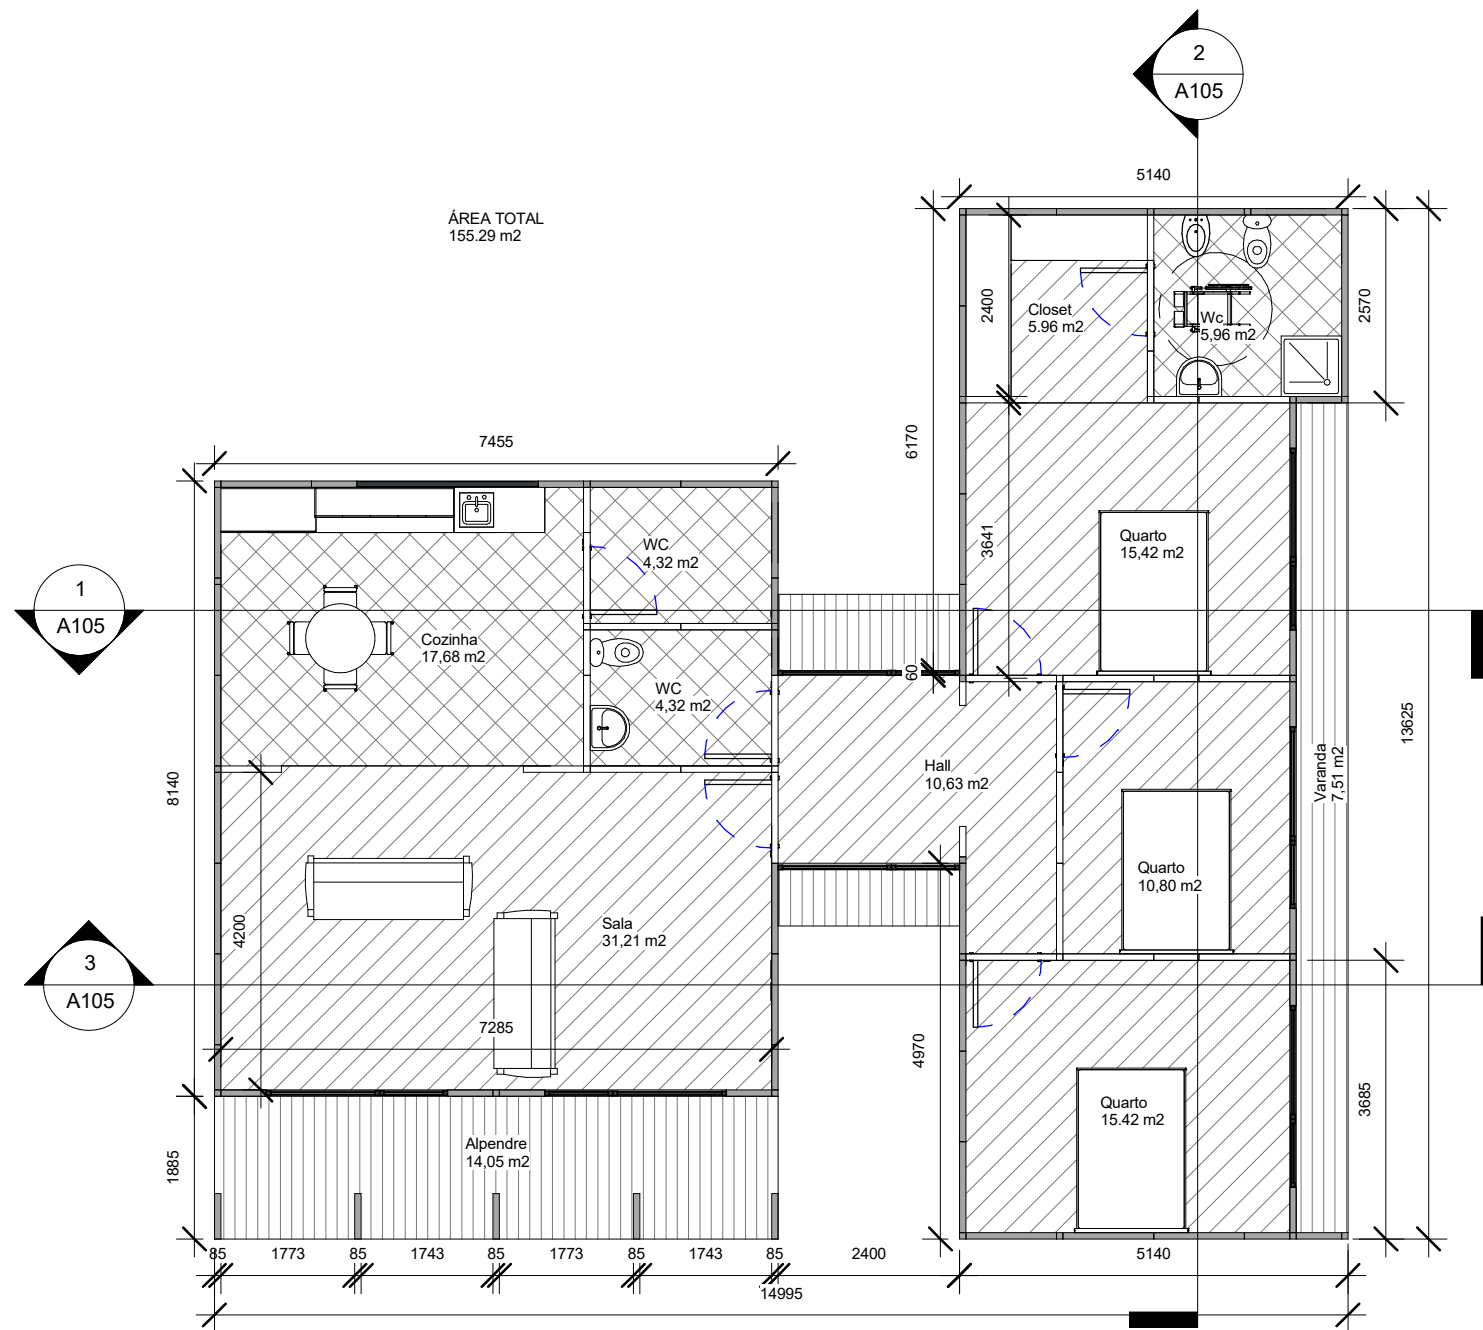 2
A105
5140
ÁREA TOTAL
155.29 m2
2400
Closet
5.96 m2
Wc
5,96 m2
2570
7455
6170
3641
Quarto
15,42 m2
WC
4,32 m2
1
A105
Cozinha
17,68 m2
WC
4,32 m2
60
13625
8140
Hall
10,63 m2
Varanda
7,51 m2
Quarto
10,80 m2
4200
Sala
31,21 m2
3
A105
7285
4970
3685
Quarto
15.42 m2
Alpendre
14,05 m2
1885
85
1773
85
1743
85
1773
85
1743
85
2400
5140
14995